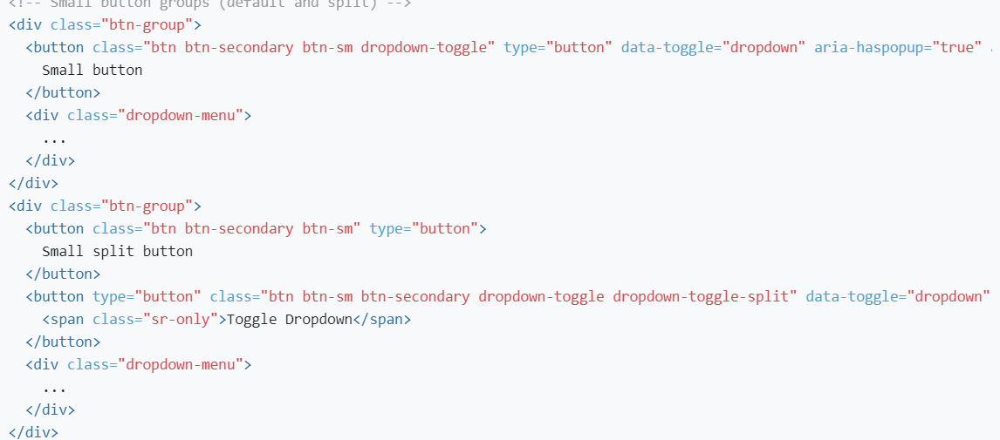 <!-- Small button groups (default and split) -->
<div class="btn-group">
  <button class="btn btn-secondary btn-sm dropdown-toggle" type="button" data-toggle="dropdown" aria-haspopup="true"
    Small button
  </button>
  <div class="dropdown-menu">
    ...
  </div>
</div>
<div class="btn-group">
  <button class="btn btn-secondary btn-sm" type="button">
    Small split button
  </button>
  <button type="button" class="btn btn-sm btn-secondary dropdown-toggle dropdown-toggle-split" data-toggle="dropdown"
    <span class="sr-only">Toggle Dropdown</span>
  </button>
  <div class="dropdown-menu">
    ...
  </div>
</div>